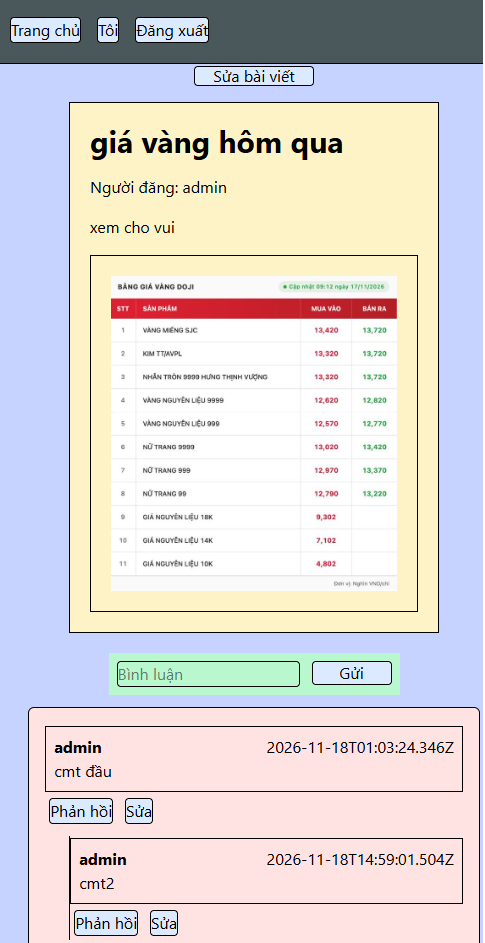 Trang chủ Tôi Đăng xuất
Sửa bài viết
giá vàng hôm qua
Người đăng: admin
xem cho vui
BẢNG GIÁ VÀNG DOJI Cập nhật 09:12 ngày 17/11/2026
STT SẢN PHẨM MUA VÀO BÁN RA
1 VÀNG MIẾNG SJC 13,420 13,720
2 KIM TT/AVPL 13,320 13,720
3 NHẪN TRÒN 9999 HƯNG THỊNH VƯỢNG 13,320 13,720
4 VÀNG NGUYÊN LIỆU 9999 12,620 12,820
5 VÀNG NGUYÊN LIỆU 999 12,570 12,770
6 NỮ TRANG 9999 13,020 13,420
7 NỮ TRANG 999 12,970 13,370
8 NỮ TRANG 99 12,790 13,220
9 GIÁ NGUYÊN LIỆU 18K 9,302
10 GIÁ NGUYÊN LIỆU 14K 7,102
11 GIÁ NGUYÊN LIỆU 10K 4,802
Đơn vị: Nghìn VND/chỉ
Bình luận Gửi
admin 2026-11-18T01:03:24.346Z
cmt đầu
Phản hồi Sửa
admin 2026-11-18T14:59:01.504Z
cmt2
Phản hồi Sửa